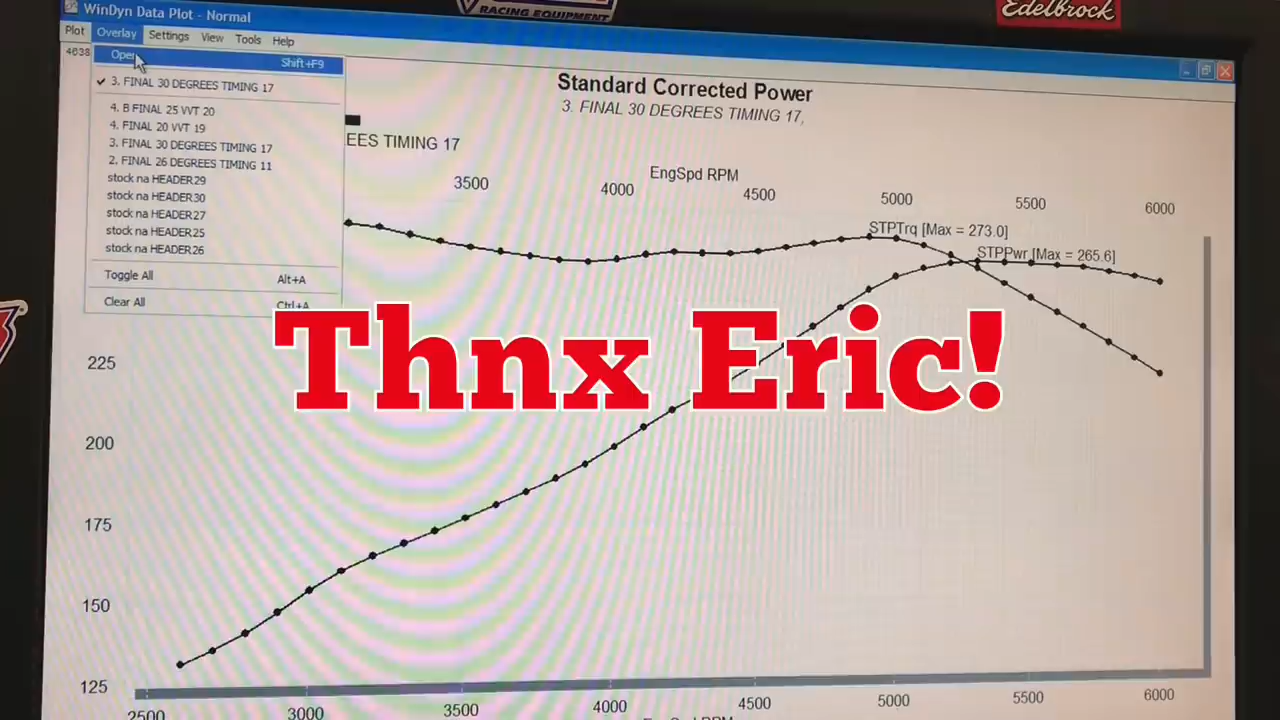 RACING EQUIPMENT
Edelbrock
WinDyn Data Plot - Normal
Plot Overlay Settings View Tools Help
4638
Open Shift+F9
3. FINAL 30 DEGREES TIMING 17
4. B FINAL 25 VVT 20
4. FINAL 20 VVT 19
3. FINAL 30 DEGREES TIMING 17
2. FINAL 26 DEGREES TIMING 11
stock na HEADER29
stock na HEADER30
stock na HEADER27
stock na HEADER25
stock na HEADER26
Toggle All Alt+A
Clear All Ctrl+A
Standard Corrected Power
3. FINAL 30 DEGREES TIMING 17,
EES TIMING 17
EngSpd RPM
3500 4000 4500 5000 5500 6000
STPTrq [Max = 273.0]
STPPwr [Max = 265.6]
Thnx Eric!
225
200
175
150
125
2500 3000 3500 4000 4500 5000 5500 6000
EngSpd RPM